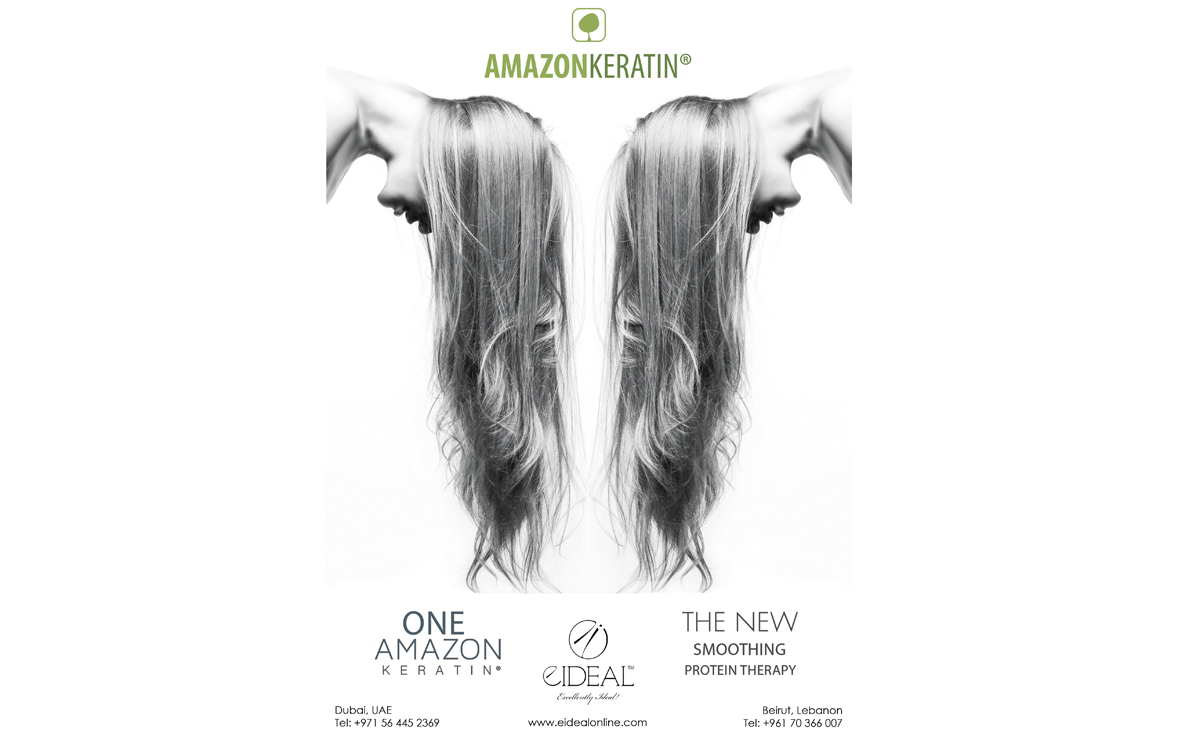 AMAZONKERATIN®
ONE
AMAZON
KERATIN®
eIDEAL™
Excellently Ideal!
THE NEW
SMOOTHING
PROTEIN THERAPY
Dubai, UAE
Tel: +971 56 445 2369
www.eidealonline.com
Beirut, Lebanon
Tel: +961 70 366 007